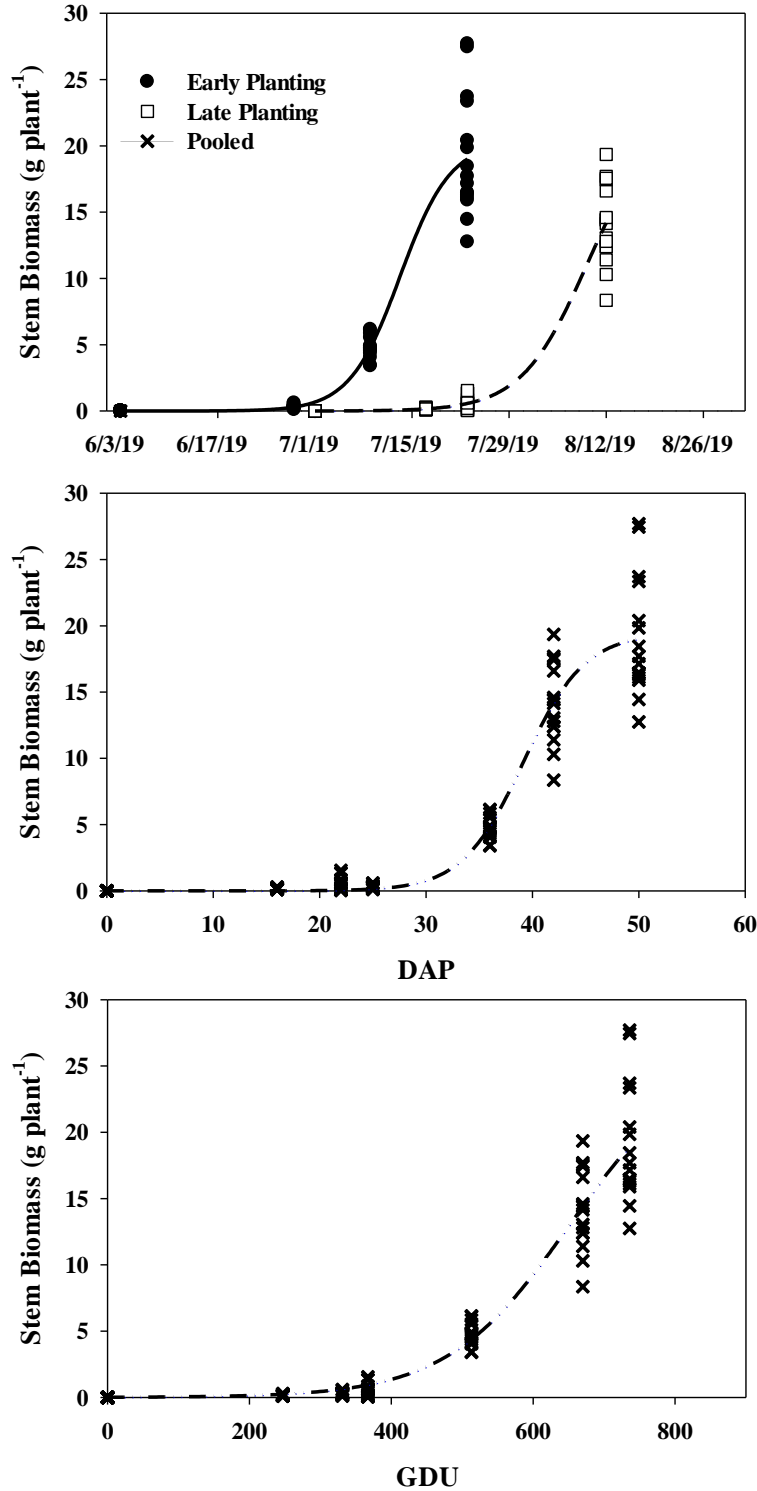 30
25
20
15
10
5
0
Stem Biomass (g plant⁻¹)
Early Planting
Late Planting
Pooled
6/3/19 6/17/19 7/1/19 7/15/19 7/29/19 8/12/19 8/26/19
30
25
20
15
10
5
0
Stem Biomass (g plant⁻¹)
0 10 20 30 40 50 60
DAP
30
25
20
15
10
5
0
Stem Biomass (g plant⁻¹)
0 200 400 600 800
GDU